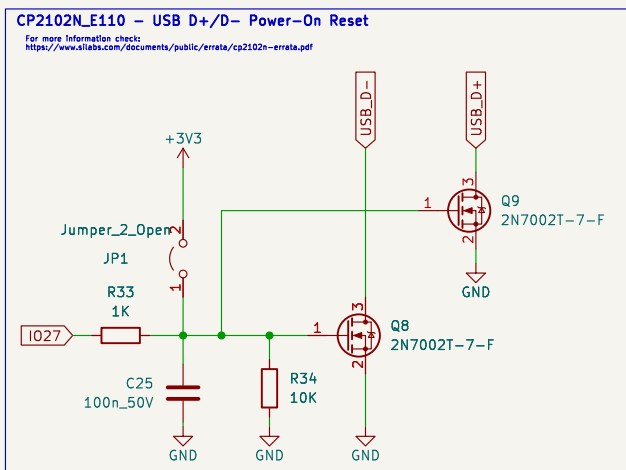 CP2102N_E110 - USB D+/D- Power-On Reset
For more information check:
https://www.silabs.com/documents/public/errata/cp2102n-errata.pdf
USB_D-
USB_D+
+3V3
3
1
Q9
2N7002T-7-F
2
GND
Jumper_2_Open
2
JP1
1
R33
1K
IO27
3
1
Q8
2N7002T-7-F
2
C25
100n_50V
R34
10K
GND
GND
GND